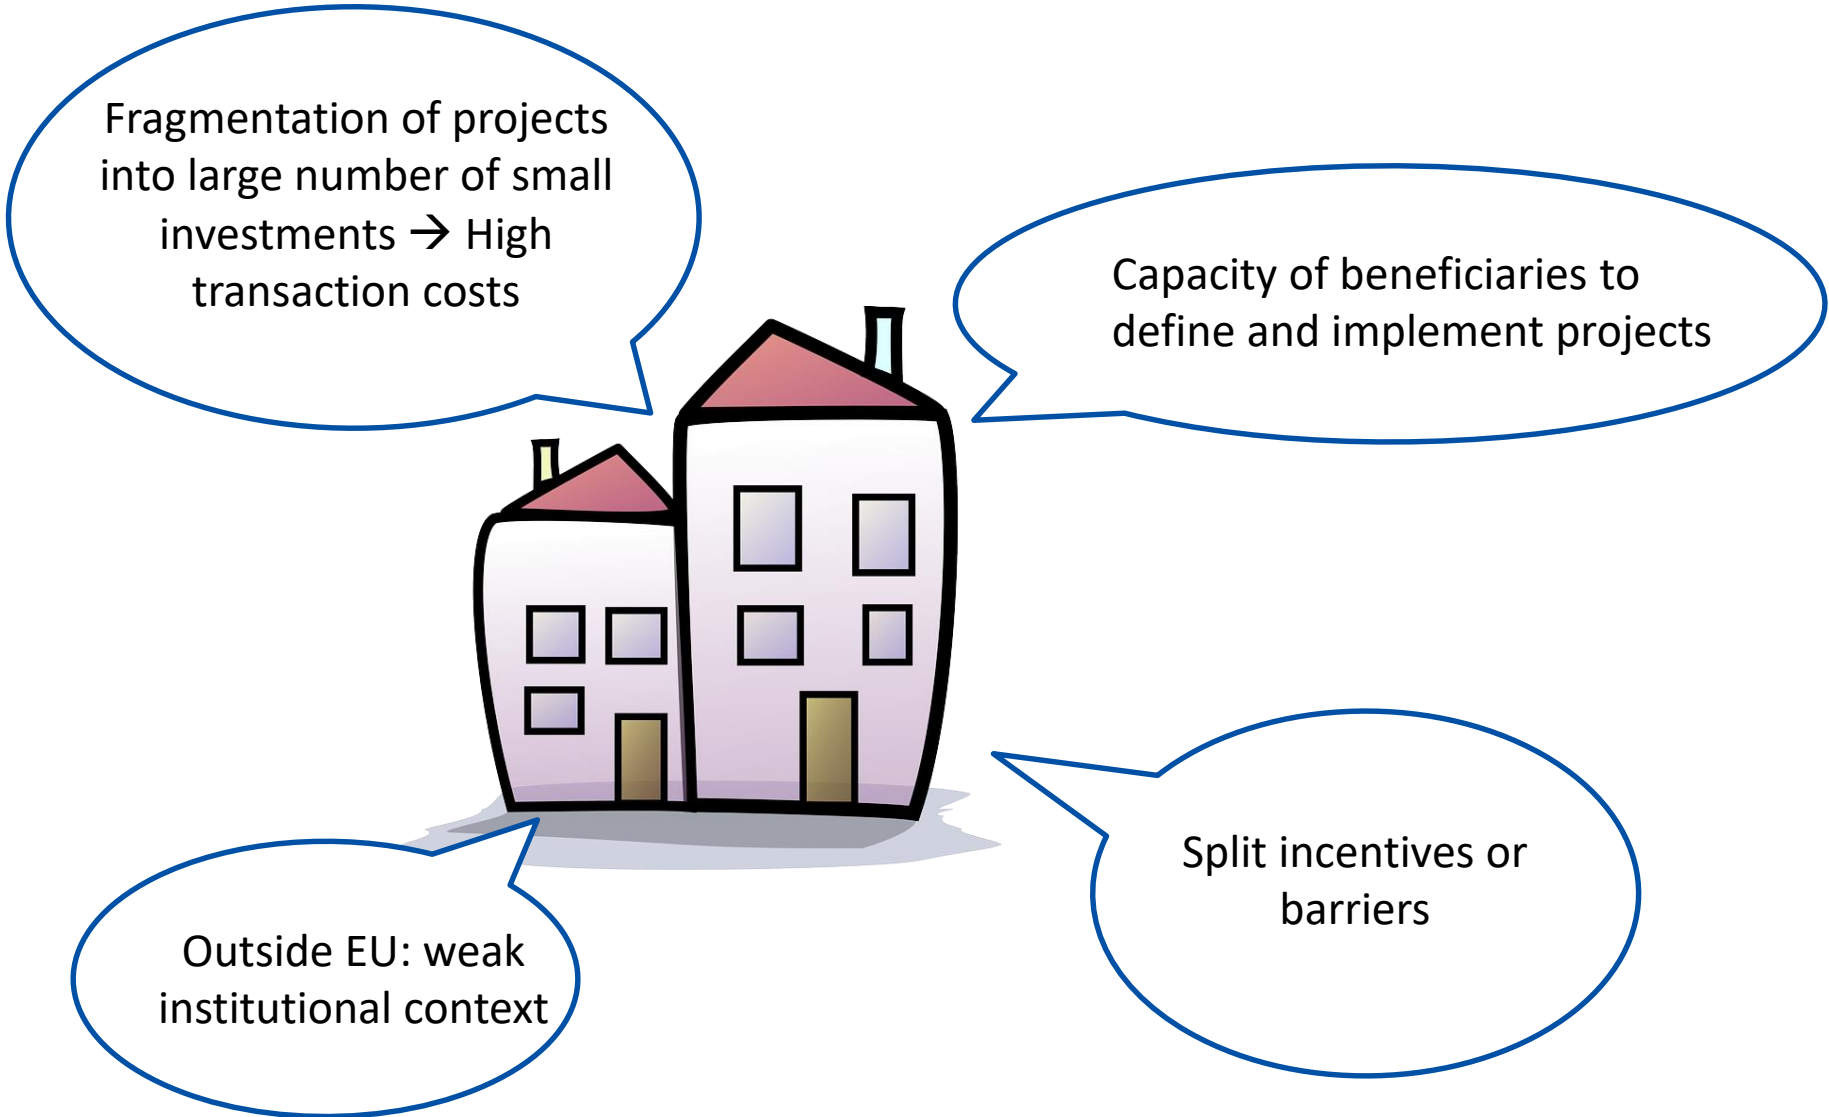 Fragmentation of projects
into large number of small
investments → High
transaction costs
Capacity of beneficiaries to
define and implement projects
Split incentives or
barriers
Outside EU: weak
institutional context